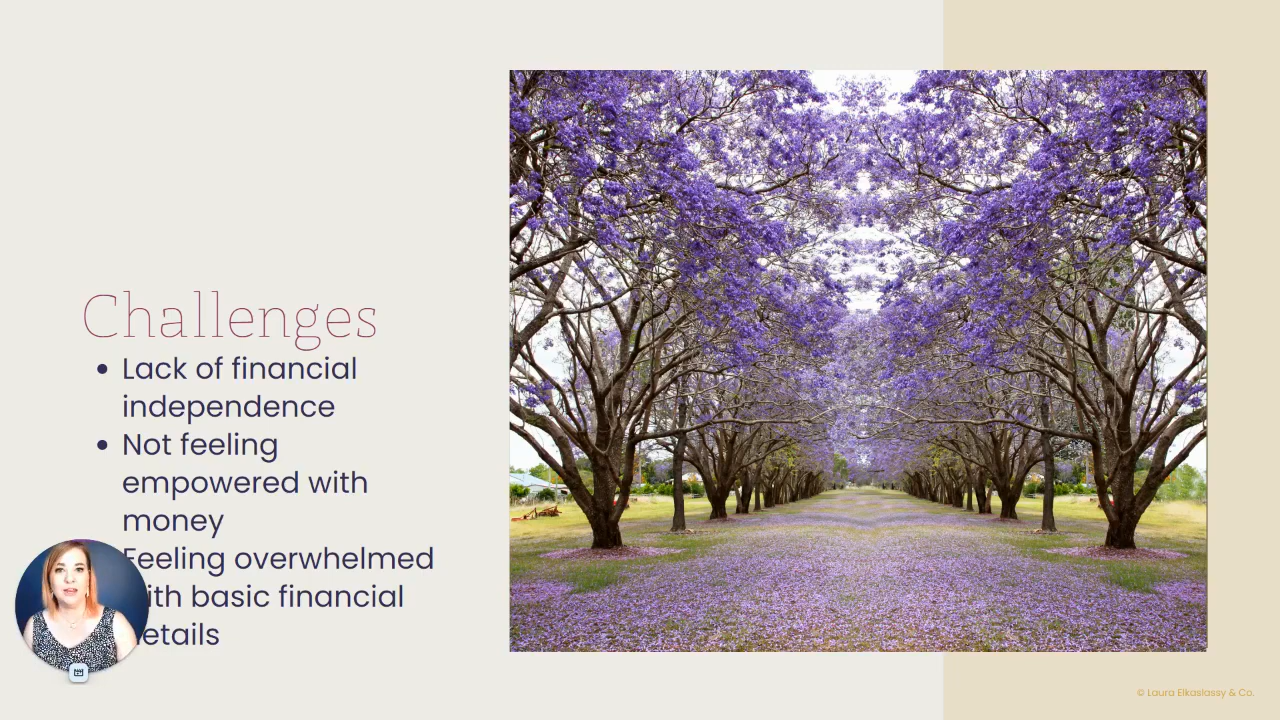 Challenges
• Lack of financial
independence
• Not feeling
empowered with
money
Feeling overwhelmed
with basic financial
details
© Laura Elkaslassy & Co.